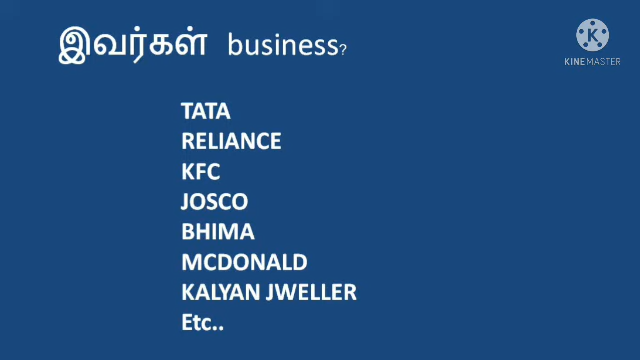 இவர்கள் business?
K
KINEMASTER
TATA
RELIANCE
KFC
JOSCO
BHIMA
MCDONALD
KALYAN JWELLER
Etc..